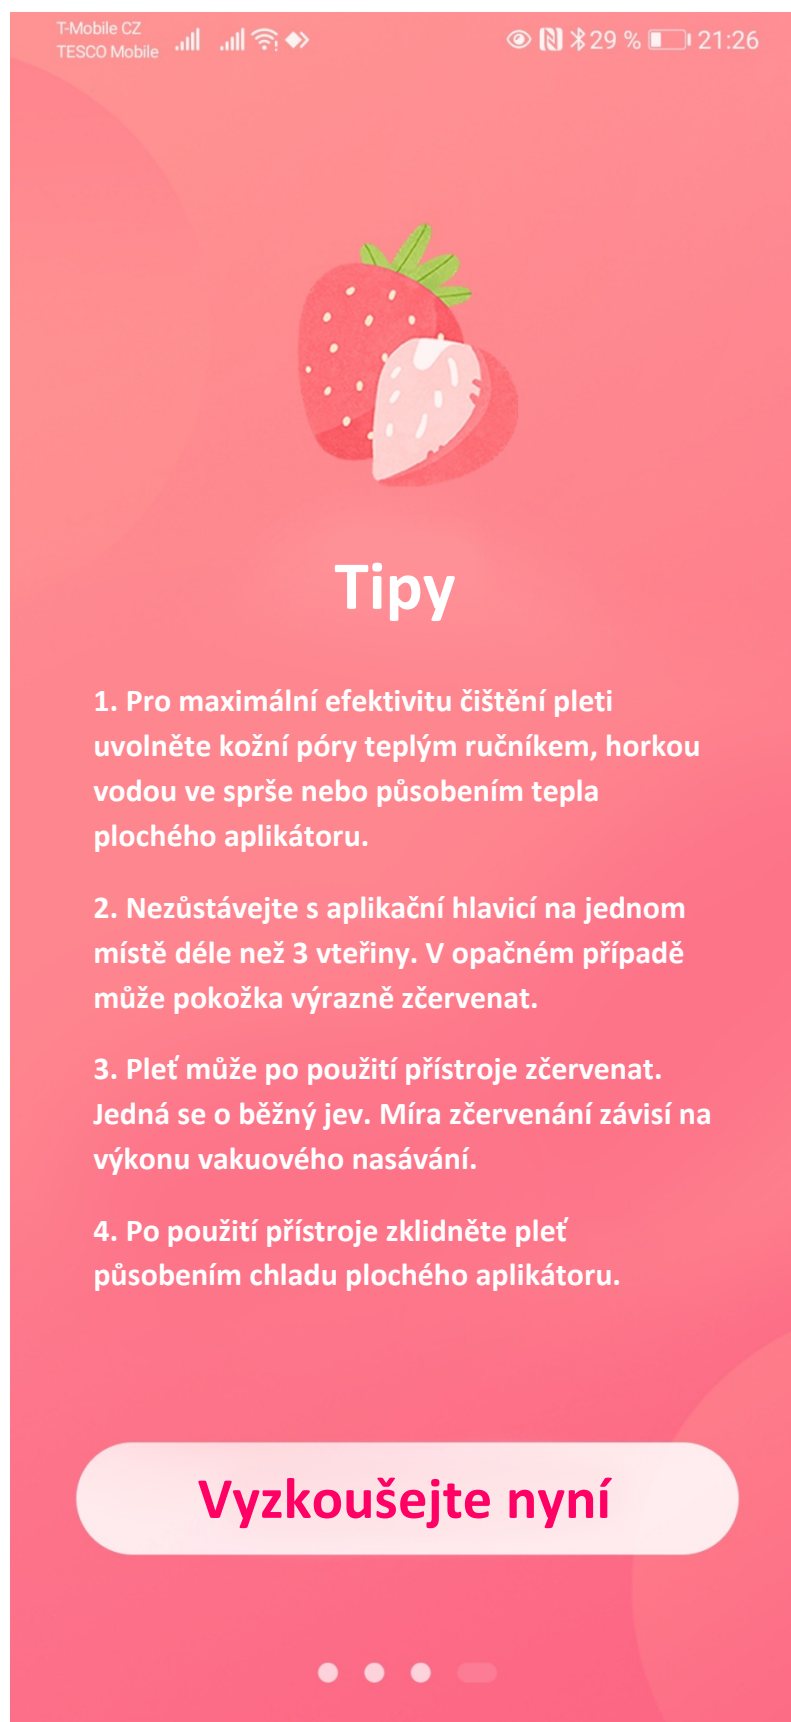 T-Mobile CZ
TESCO Mobile
29 % 21:26
Tipy
1. Pro maximální efektivitu čištění pleti
uvolněte kožní póry teplým ručníkem, horkou
vodou ve sprše nebo působením tepla
plochého aplikátoru.
2. Nezůstávejte s aplikační hlavicí na jednom
místě déle než 3 vteřiny. V opačném případě
může pokožka výrazně zčervenat.
3. Pleť může po použití přístroje zčervenat.
Jedná se o běžný jev. Míra zčervenání závisí na
výkonu vakuového nasávání.
4. Po použití přístroje zklidněte pleť
působením chladu plochého aplikátoru.
Vyzkoušejte nyní